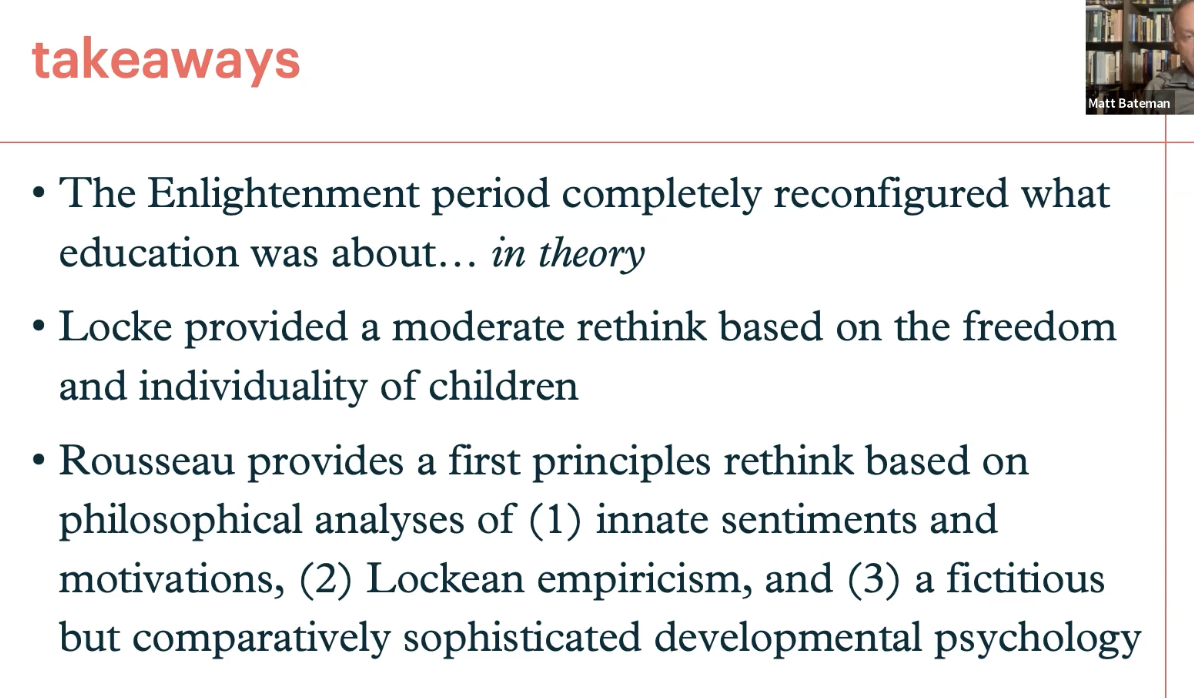 takeaways
Matt Bateman
• The Enlightenment period completely reconfigured what
education was about… in theory
• Locke provided a moderate rethink based on the freedom
and individuality of children
• Rousseau provides a first principles rethink based on
philosophical analyses of (1) innate sentiments and
motivations, (2) Lockean empiricism, and (3) a fictitious
but comparatively sophisticated developmental psychology